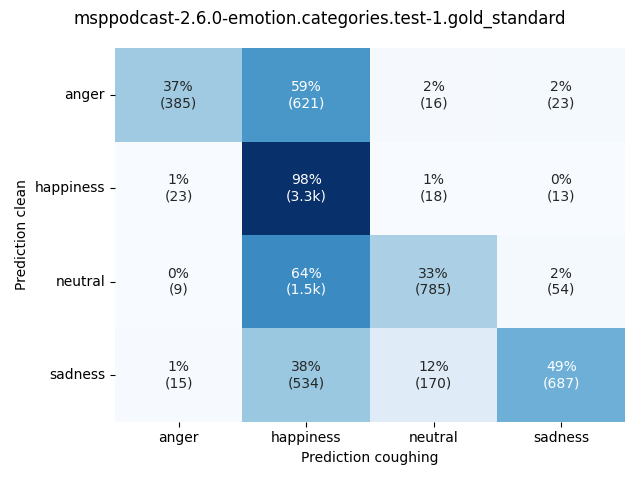 msppodcast-2.6.0-emotion.categories.test-1.gold_standard
Prediction clean
anger
37% 59% 2% 2%
(385) (621) (16) (23)
happiness
1% 98% 1% 0%
(23) (3.3k) (18) (13)
neutral
0% 64% 33% 2%
(9) (1.5k) (785) (54)
sadness
1% 38% 12% 49%
(15) (534) (170) (687)
anger happiness neutral sadness
Prediction coughing